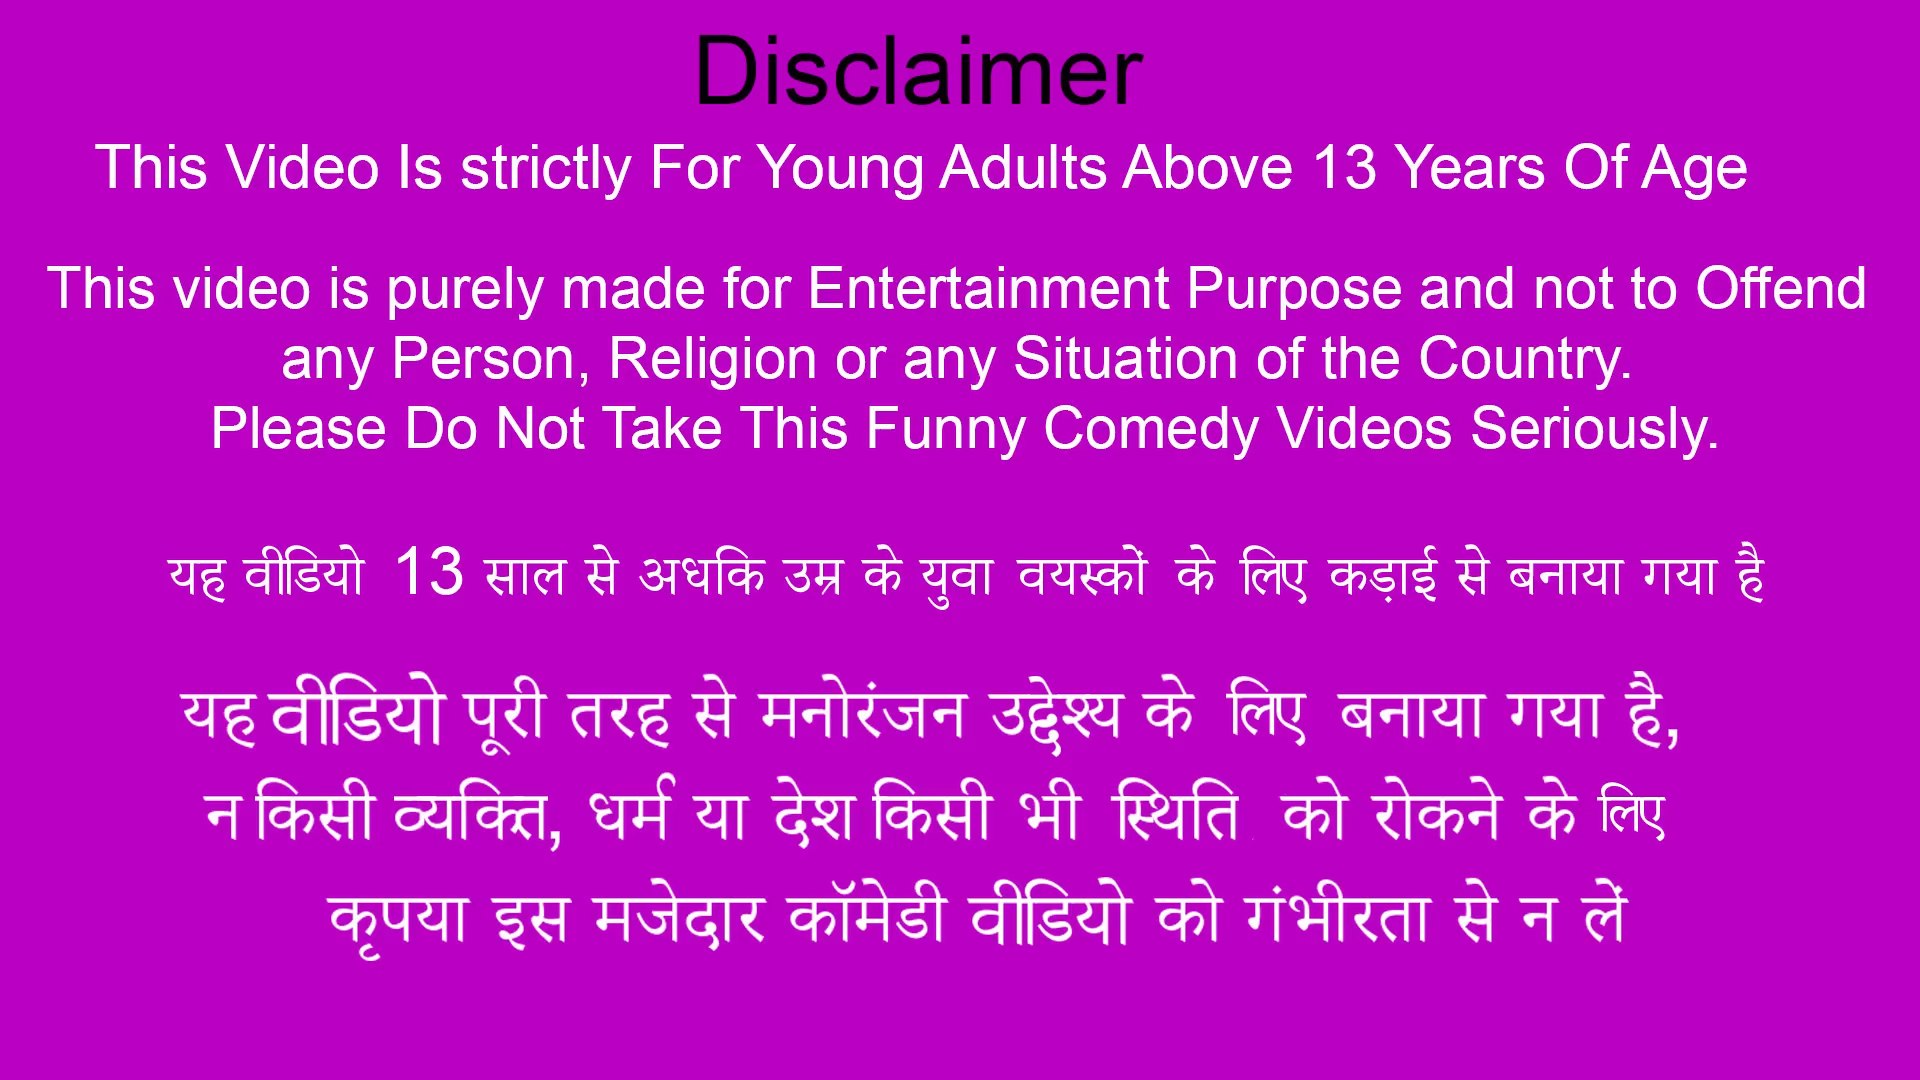 Disclaimer
This Video Is strictly For Young Adults Above 13 Years Of Age
This video is purely made for Entertainment Purpose and not to Offend
any Person, Religion or any Situation of the Country.
Please Do Not Take This Funny Comedy Videos Seriously.
यह वीडियो 13 साल से अधकि उम्र के युवा वयस्कों के लिए कड़ाई से बनाया गया है
यह वीडियो पूरी तरह से मनोरंजन उद्देश्य के लिए बनाया गया है,
न किसी व्यक्ति, धर्म या देश किसी भी स्थिति को रोकने के लिए
कृपया इस मजेदार कॉमेडी वीडियो को गंभीरता से न लें